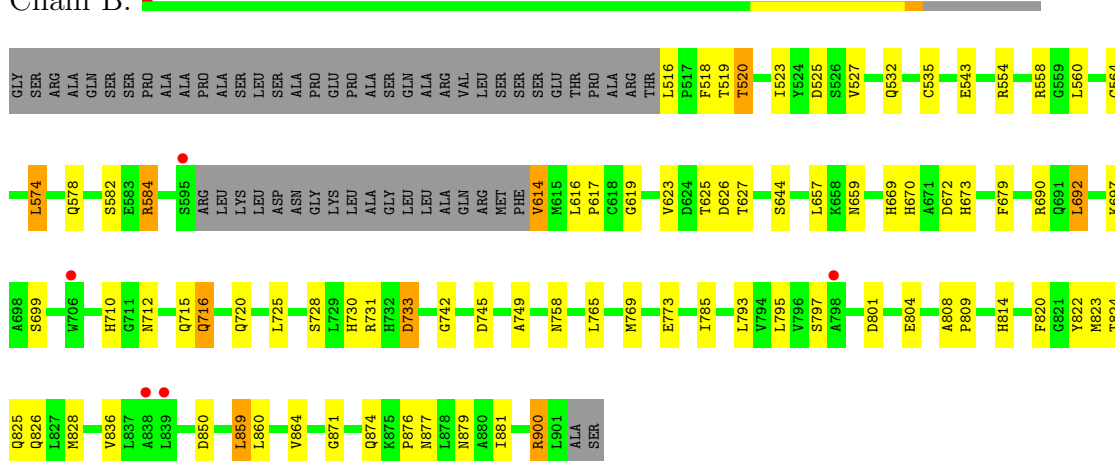 Chain B:
GLY SER ARG ALA GLN SER SER PRO ALA ALA PRO ALA SER LEU SER ALA PRO GLU PRO ALA SER GLN ALA ARG VAL LEU SER SER SER GLU THR PRO ALA ARG THR L516 P517 F518 T519 T520 I523 Y524 D525 S526 V527 Q532 C535 E543 R554 R558 G559 L560 C564
L574 Q578 S582 E583 R584 S595 ARG LEU LYS LEU ASP ASN GLY LYS LEU ALA GLY LEU LEU ALA GLN ARG MET PHE V614 M615 L616 P617 C618 G619 V623 D624 T625 D626 T627 S644 L657 K658 N659 H669 H670 A671 D672 H673 F679 R690 Q691 L692 K697
A698 S699 W706 H710 G711 N712 Q715 Q716 Q720 L725 S728 L729 H730 R731 H732 D733 G742 D745 A749 N758 L765 M769 E773 I785 L793 V794 L795 V796 S797 A798 D801 E804 A808 P809 H814 F820 G821 Y822 M823 T824
Q825 Q826 L827 M828 V836 L837 A838 L839 D850 L859 L860 V864 G871 Q874 K875 P876 N877 L878 N879 A880 I881 R900 L901 ALA SER